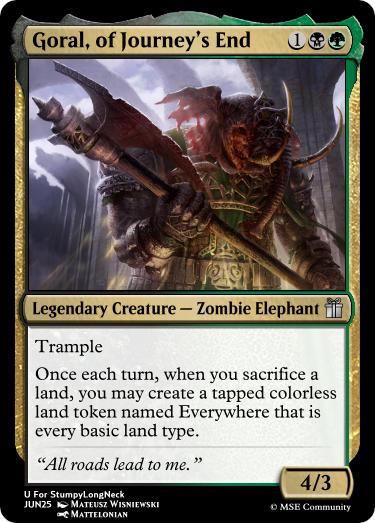 Goral, of Journey's End 1
Legendary Creature — Zombie Elephant
Trample
Once each turn, when you sacrifice a
land, you may create a tapped colorless
land token named Everywhere that is
every basic land type.
"All roads lead to me."
4/3
U For StumpyLongNeck
JUN25 Mateusz Wisniewski © MSE Community
Mattelonian